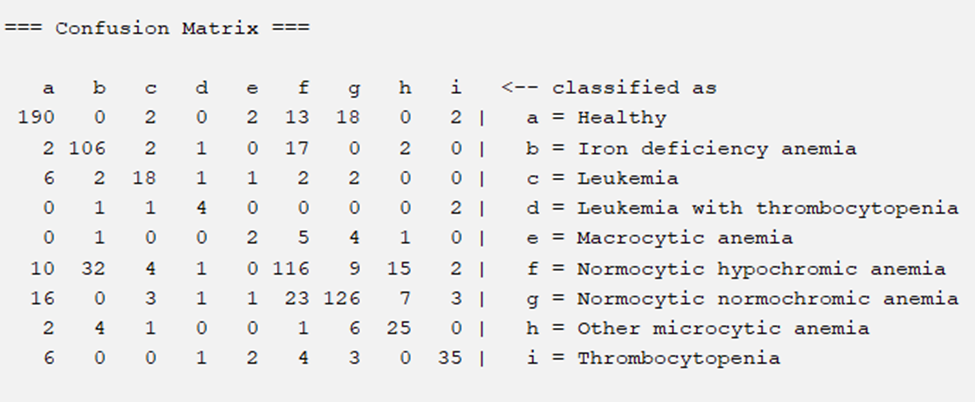 === Confusion Matrix ===
a b c d e f g h i <-- classified as
190 0 2 0 2 13 18 0 2 | a = Healthy
2 106 2 1 0 17 0 2 0 | b = Iron deficiency anemia
6 2 18 1 1 2 2 0 0 | c = Leukemia
0 1 1 4 0 0 0 0 2 | d = Leukemia with thrombocytopenia
0 1 0 0 2 5 4 1 0 | e = Macrocytic anemia
10 32 4 1 0 116 9 15 2 | f = Normocytic hypochromic anemia
16 0 3 1 1 23 126 7 3 | g = Normocytic normochromic anemia
2 4 1 0 0 1 6 25 0 | h = Other microcytic anemia
6 0 0 1 2 4 3 0 35 | i = Thrombocytopenia